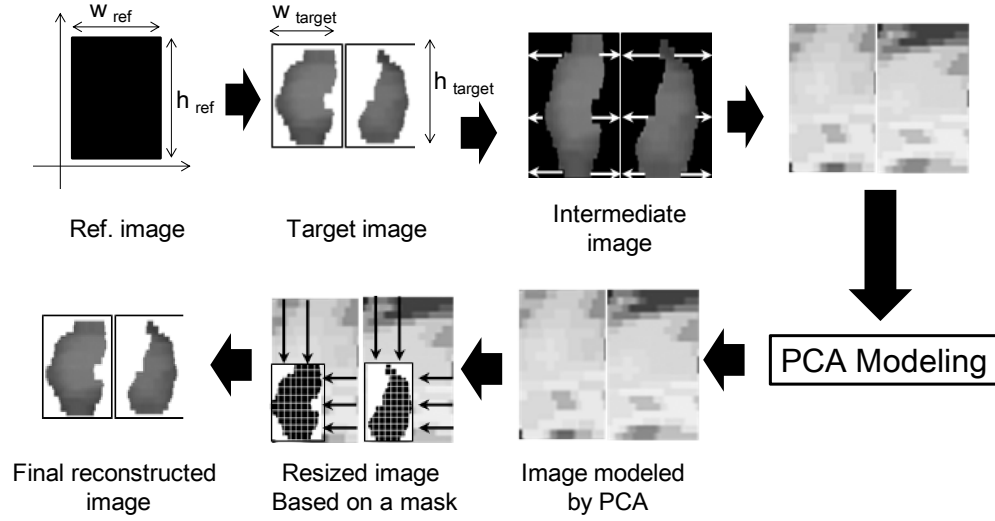 w ref
w target
h ref
h target
Ref. image
Target image
Intermediate
image
PCA Modeling
Final reconstructed
image
Resized image
Based on a mask
Image modeled
by PCA